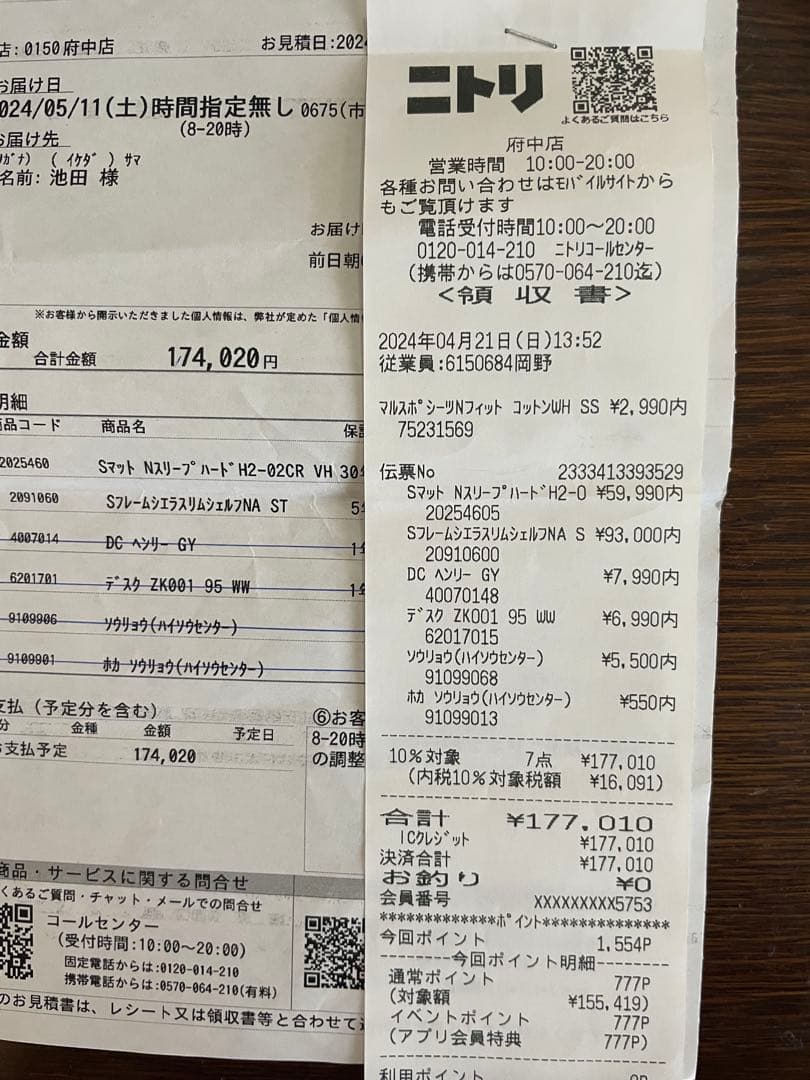 店: 0150 府中店
お見積日:2024
お届け日
2024/05/11(土)時間指定無し 0675(市
(8-20時)
お届け先
(イケダ ) サマ
名前: 池田 様
お届け
前日朝
※お客様から開示いただきました個人情報は、弊社が定めた「個人情
金額
合計金額 174,020円
明細
品コード 商品名 保
2025460 Sマット NスリープハードH2-02CR VH 30
2091060 SフレームシエラスリムシェルフNA ST 5
4007014 DC ヘンリー GY 1
6201701 デスク ZK001 95 WW 1
9109906 ソウリョウ(ハイソウセンター)
9109901 ホカ ソウリョウ(ハイソウセンター)
支払 (予定分を含む)
分 金種 金額 予定日
お支払予定 174,020
⑥お客
8-20時
の調整
商品・サービスに関する問合せ
くあるご質問・チャット・メールでの問合せ
コールセンター
(受付時間:10:00〜20:00)
固定電話からは:0120-014-210
携帯電話からは:0570-064-210(有料)
のお見積書は、レシート又は領収書等と合わせて
ニトリ
よくあるご質問はこちら
府中店
営業時間 10:00-20:00
各種お問い合わせはモバイルサイトから
もご覧頂けます
電話受付時間10:00〜20:00
0120-014-210 ニトリコールセンター
(携帯からは0570-064-210迄)
<領 収 書>
2024年04月21日(日)13:52
従業員:6150684岡野
マルスポシーツNフィット コットンWH SS ¥2,990内
75231569
伝票No 2333413393529
Sマット NスリープハードH2-0 ¥59,990内
20254605
SフレームシエラスリムシェルフNA S ¥93,000内
20910600
DC ヘンリー GY ¥7,990内
40070148
デスク ZK001 95 WW ¥6,990内
62017015
ソウリョウ(ハイソウセンター) ¥5,500内
91099068
ホカ ソウリョウ(ハイソウセンター) ¥550内
91099013
10%対象 7点 ¥177,010
(内税10%対象税額 ¥16,091)
合計 ¥177,010
ICクレジット ¥177,010
決済合計 ¥177,010
お釣り ¥0
会員番号 XXXXXXXXX5753
*************ポイント**************
今回ポイント 1,554P
--------今回ポイント明細--------
通常ポイント 777P
(対象額 ¥155,419)
イベントポイント 777P
(アプリ会員特典 777P)
利用ポイント 0P